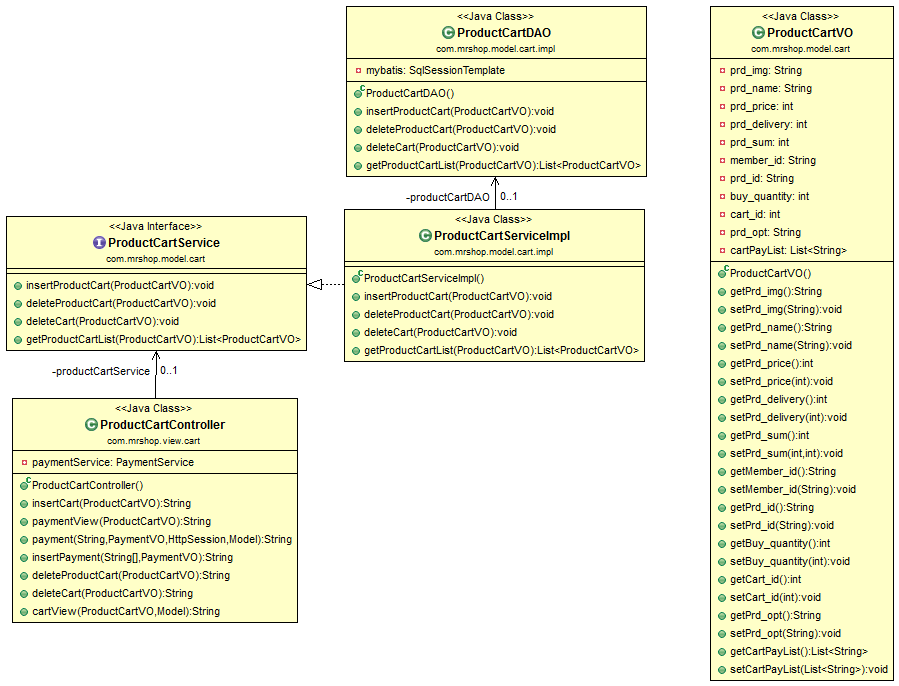 <<Java Class>>
ProductCartDAO
com.mrshop.model.cart.impl
mybatis: SqlSessionTemplate
ProductCartDAO()
insertProductCart(ProductCartVO):void
deleteProductCart(ProductCartVO):void
deleteCart(ProductCartVO):void
getProductCartList(ProductCartVO):List<ProductCartVO>
-productCartDAO 0..1
<<Java Interface>>
ProductCartService
com.mrshop.model.cart
insertProductCart(ProductCartVO):void
deleteProductCart(ProductCartVO):void
deleteCart(ProductCartVO):void
getProductCartList(ProductCartVO):List<ProductCartVO>
<<Java Class>>
ProductCartServiceImpl
com.mrshop.model.cart.impl
ProductCartServiceImpl()
insertProductCart(ProductCartVO):void
deleteProductCart(ProductCartVO):void
deleteCart(ProductCartVO):void
getProductCartList(ProductCartVO):List<ProductCartVO>
-productCartService 0..1
<<Java Class>>
ProductCartController
com.mrshop.view.cart
paymentService: PaymentService
ProductCartController()
insertCart(ProductCartVO):String
paymentView(ProductCartVO):String
payment(String,PaymentVO,HttpSession,Model):String
insertPayment(String[],PaymentVO):String
deleteProductCart(ProductCartVO):String
deleteCart(ProductCartVO):String
cartView(ProductCartVO,Model):String
<<Java Class>>
ProductCartVO
com.mrshop.model.cart
prd_img: String
prd_name: String
prd_price: int
prd_delivery: int
prd_sum: int
member_id: String
prd_id: String
buy_quantity: int
cart_id: int
prd_opt: String
cartPayList: List<String>
ProductCartVO()
getPrd_img():String
setPrd_img(String):void
getPrd_name():String
setPrd_name(String):void
getPrd_price():int
setPrd_price(int):void
getPrd_delivery():int
setPrd_delivery(int):void
getPrd_sum():int
setPrd_sum(int,int):void
getMember_id():String
setMember_id(String):void
getPrd_id():String
setPrd_id(String):void
getBuy_quantity():int
setBuy_quantity(int):void
getCart_id():int
setCart_id(int):void
getPrd_opt():String
setPrd_opt(String):void
getCartPayList():List<String>
setCartPayList(List<String>):void